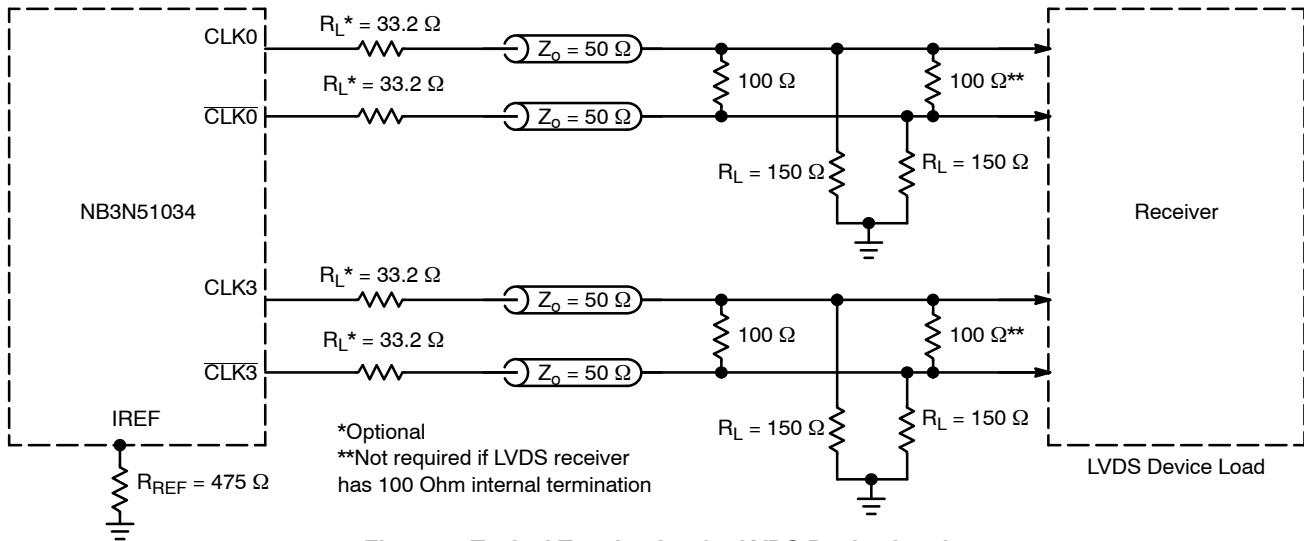 CLK0
R_L* = 33.2 Ω
Z_o = 50 Ω
R_L* = 33.2 Ω
100 Ω
100 Ω**
C̅L̅K̅0̅
Z_o = 50 Ω
R_L = 150 Ω
R_L = 150 Ω
NB3N51034
Receiver
CLK3
R_L* = 33.2 Ω
Z_o = 50 Ω
R_L* = 33.2 Ω
100 Ω
100 Ω**
C̅L̅K̅3̅
Z_o = 50 Ω
IREF
R_L = 150 Ω
R_L = 150 Ω
*Optional
**Not required if LVDS receiver
has 100 Ohm internal termination
R_REF = 475 Ω
LVDS Device Load